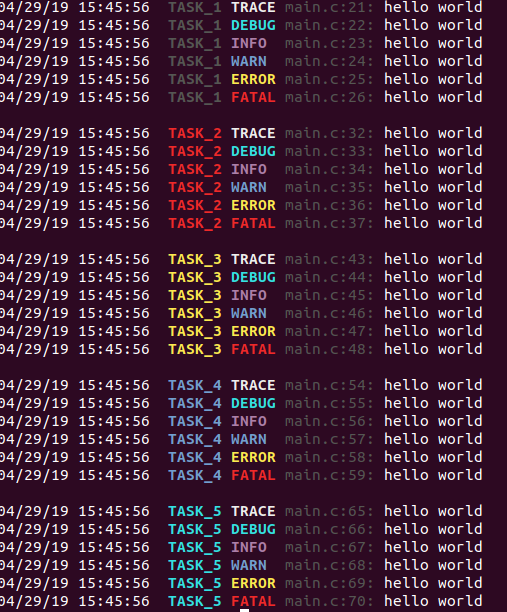 04/29/19 15:45:56 TASK_1 TRACE main.c:21: hello world
04/29/19 15:45:56 TASK_1 DEBUG main.c:22: hello world
04/29/19 15:45:56 TASK_1 INFO main.c:23: hello world
04/29/19 15:45:56 TASK_1 WARN main.c:24: hello world
04/29/19 15:45:56 TASK_1 ERROR main.c:25: hello world
04/29/19 15:45:56 TASK_1 FATAL main.c:26: hello world
04/29/19 15:45:56 TASK_2 TRACE main.c:32: hello world
04/29/19 15:45:56 TASK_2 DEBUG main.c:33: hello world
04/29/19 15:45:56 TASK_2 INFO main.c:34: hello world
04/29/19 15:45:56 TASK_2 WARN main.c:35: hello world
04/29/19 15:45:56 TASK_2 ERROR main.c:36: hello world
04/29/19 15:45:56 TASK_2 FATAL main.c:37: hello world
04/29/19 15:45:56 TASK_3 TRACE main.c:43: hello world
04/29/19 15:45:56 TASK_3 DEBUG main.c:44: hello world
04/29/19 15:45:56 TASK_3 INFO main.c:45: hello world
04/29/19 15:45:56 TASK_3 WARN main.c:46: hello world
04/29/19 15:45:56 TASK_3 ERROR main.c:47: hello world
04/29/19 15:45:56 TASK_3 FATAL main.c:48: hello world
04/29/19 15:45:56 TASK_4 TRACE main.c:54: hello world
04/29/19 15:45:56 TASK_4 DEBUG main.c:55: hello world
04/29/19 15:45:56 TASK_4 INFO main.c:56: hello world
04/29/19 15:45:56 TASK_4 WARN main.c:57: hello world
04/29/19 15:45:56 TASK_4 ERROR main.c:58: hello world
04/29/19 15:45:56 TASK_4 FATAL main.c:59: hello world
04/29/19 15:45:56 TASK_5 TRACE main.c:65: hello world
04/29/19 15:45:56 TASK_5 DEBUG main.c:66: hello world
04/29/19 15:45:56 TASK_5 INFO main.c:67: hello world
04/29/19 15:45:56 TASK_5 WARN main.c:68: hello world
04/29/19 15:45:56 TASK_5 ERROR main.c:69: hello world
04/29/19 15:45:56 TASK_5 FATAL main.c:70: hello world